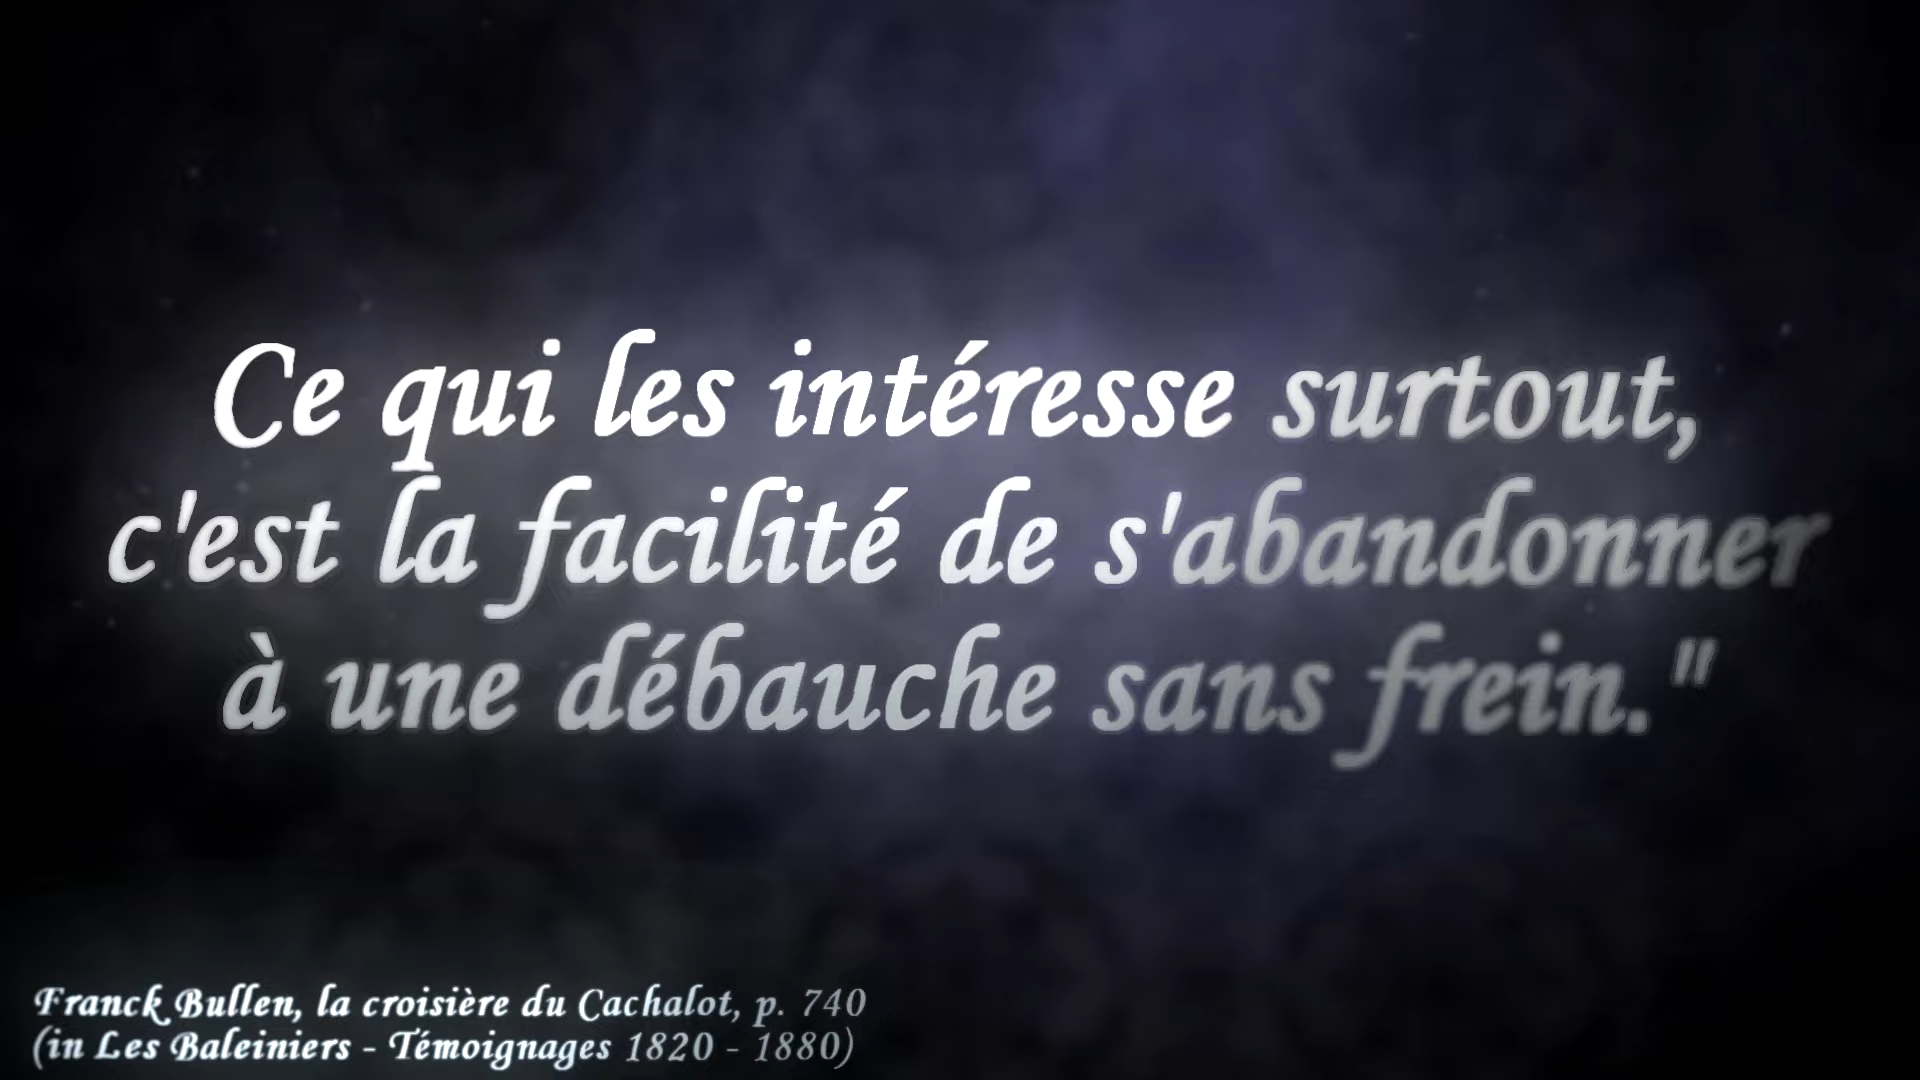 Ce qui les intéresse surtout,
c'est la facilité de s'abandonner
à une débauche sans frein."
Franck Bullen, la croisière du Cachalot, p. 740
(in Les Baleiniers - Témoignages 1820 - 1880)